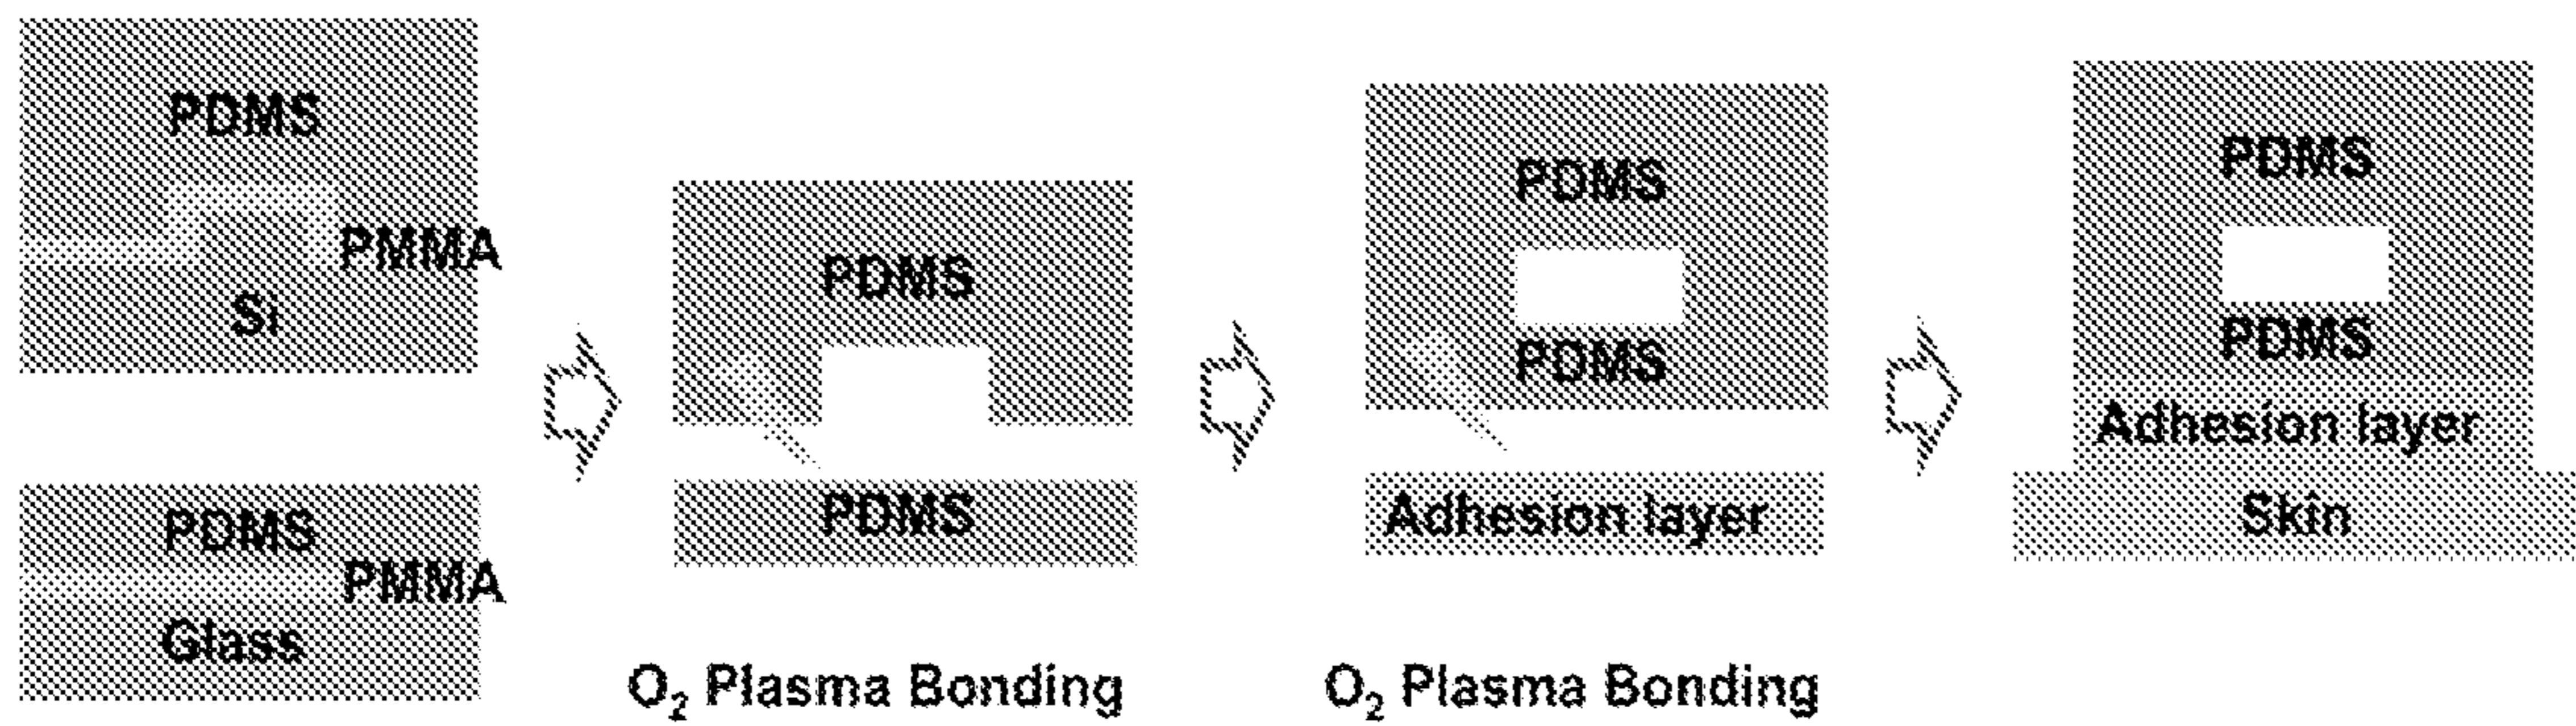 PDMS
PMMA
Si
PDMS
PMMA
Glass
PDMS
PDMS
O₂ Plasma Bonding
PDMS
PDMS
Adhesion layer
O₂ Plasma Bonding
PDMS
PDMS
Adhesion layer
Skin